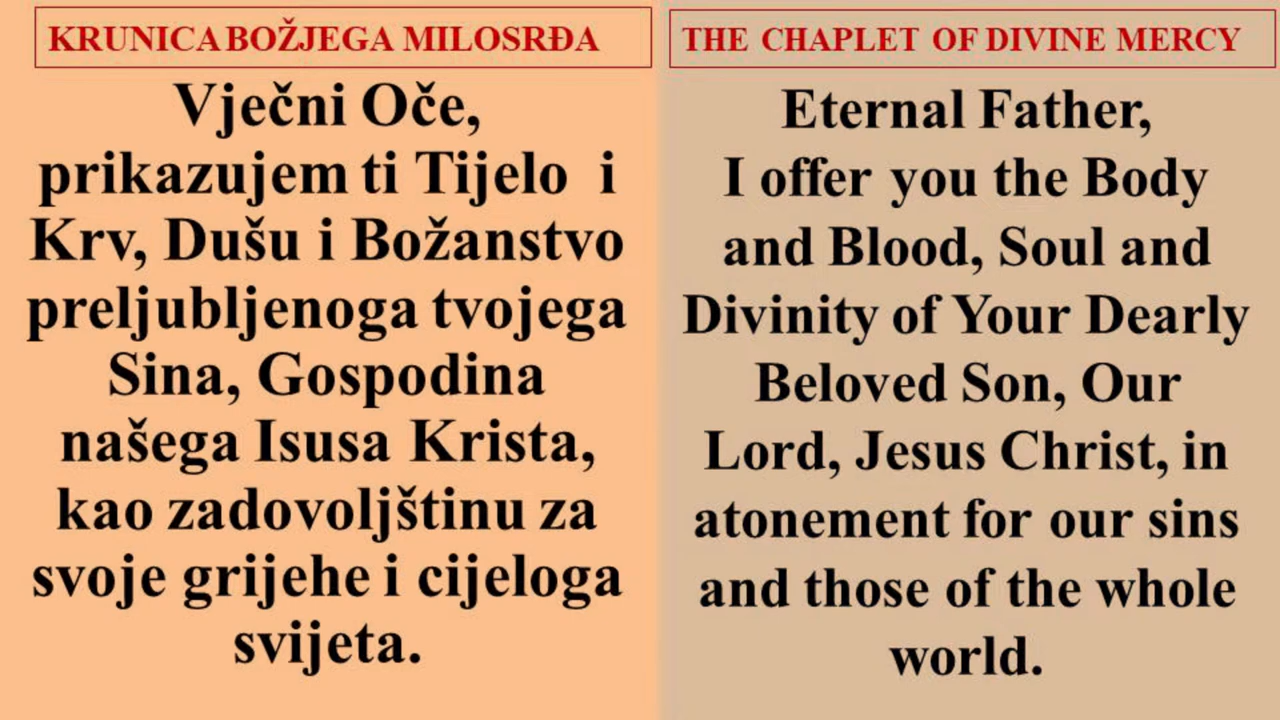 KRUNICA BOŽJEGA MILOSRĐA
Vječni Oče,
prikazujem ti Tijelo i
Krv, Dušu i Božanstvo
preljubljenoga tvojega
Sina, Gospodina
našega Isusa Krista,
kao zadovoljštinu za
svoje grijehe i cijeloga
svijeta.
THE CHAPLET OF DIVINE MERCY
Eternal Father,
I offer you the Body
and Blood, Soul and
Divinity of Your Dearly
Beloved Son, Our
Lord, Jesus Christ, in
atonement for our sins
and those of the whole
world.